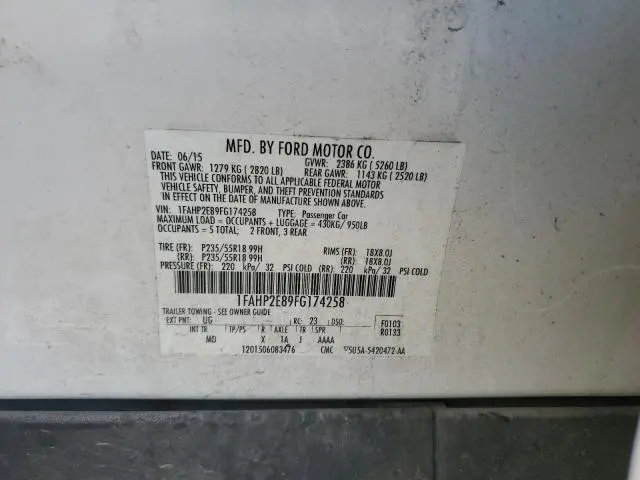 MFD. BY FORD MOTOR CO.
DATE: 06/15 GVWR: 2386 KG ( 5260 LB)
FRONT GAWR: 1279 KG ( 2820 LB) REAR GAWR: 1143 KG ( 2520 LB)
THIS VEHICLE CONFORMS TO ALL APPLICABLE FEDERAL MOTOR
VEHICLE SAFETY, BUMPER, AND THEFT PREVENTION STANDARDS
IN EFFECT ON THE DATE OF MANUFACTURE SHOWN ABOVE.
VIN: 1FAHP2E89FG174258 TYPE: Passenger Car
MAXIMUM LOAD = OCCUPANTS + LUGGAGE = 430KG/ 950LB
OCCUPANTS = 5 TOTAL; 2 FRONT, 3 REAR
TIRE (FR): P235/55R18 99H RIMS (FR): 18X8.0J
(RR): P235/55R18 99H (RR): 18X8.0J
PRESSURE (FR): 220 kPa/ 32 PSI COLD (RR): 220 kPa/ 32 PSI COLD
1FAHP2E89FG174258
TRAILER TOWING - SEE OWNER GUIDE
EXT PNT: UG RC: 23 DSO: F0103
R0133
INT TR TP/PS R AXLE TR SPR
MD X 1A J AAAA
1201506083476 CMC 5U5A-5420472-AA